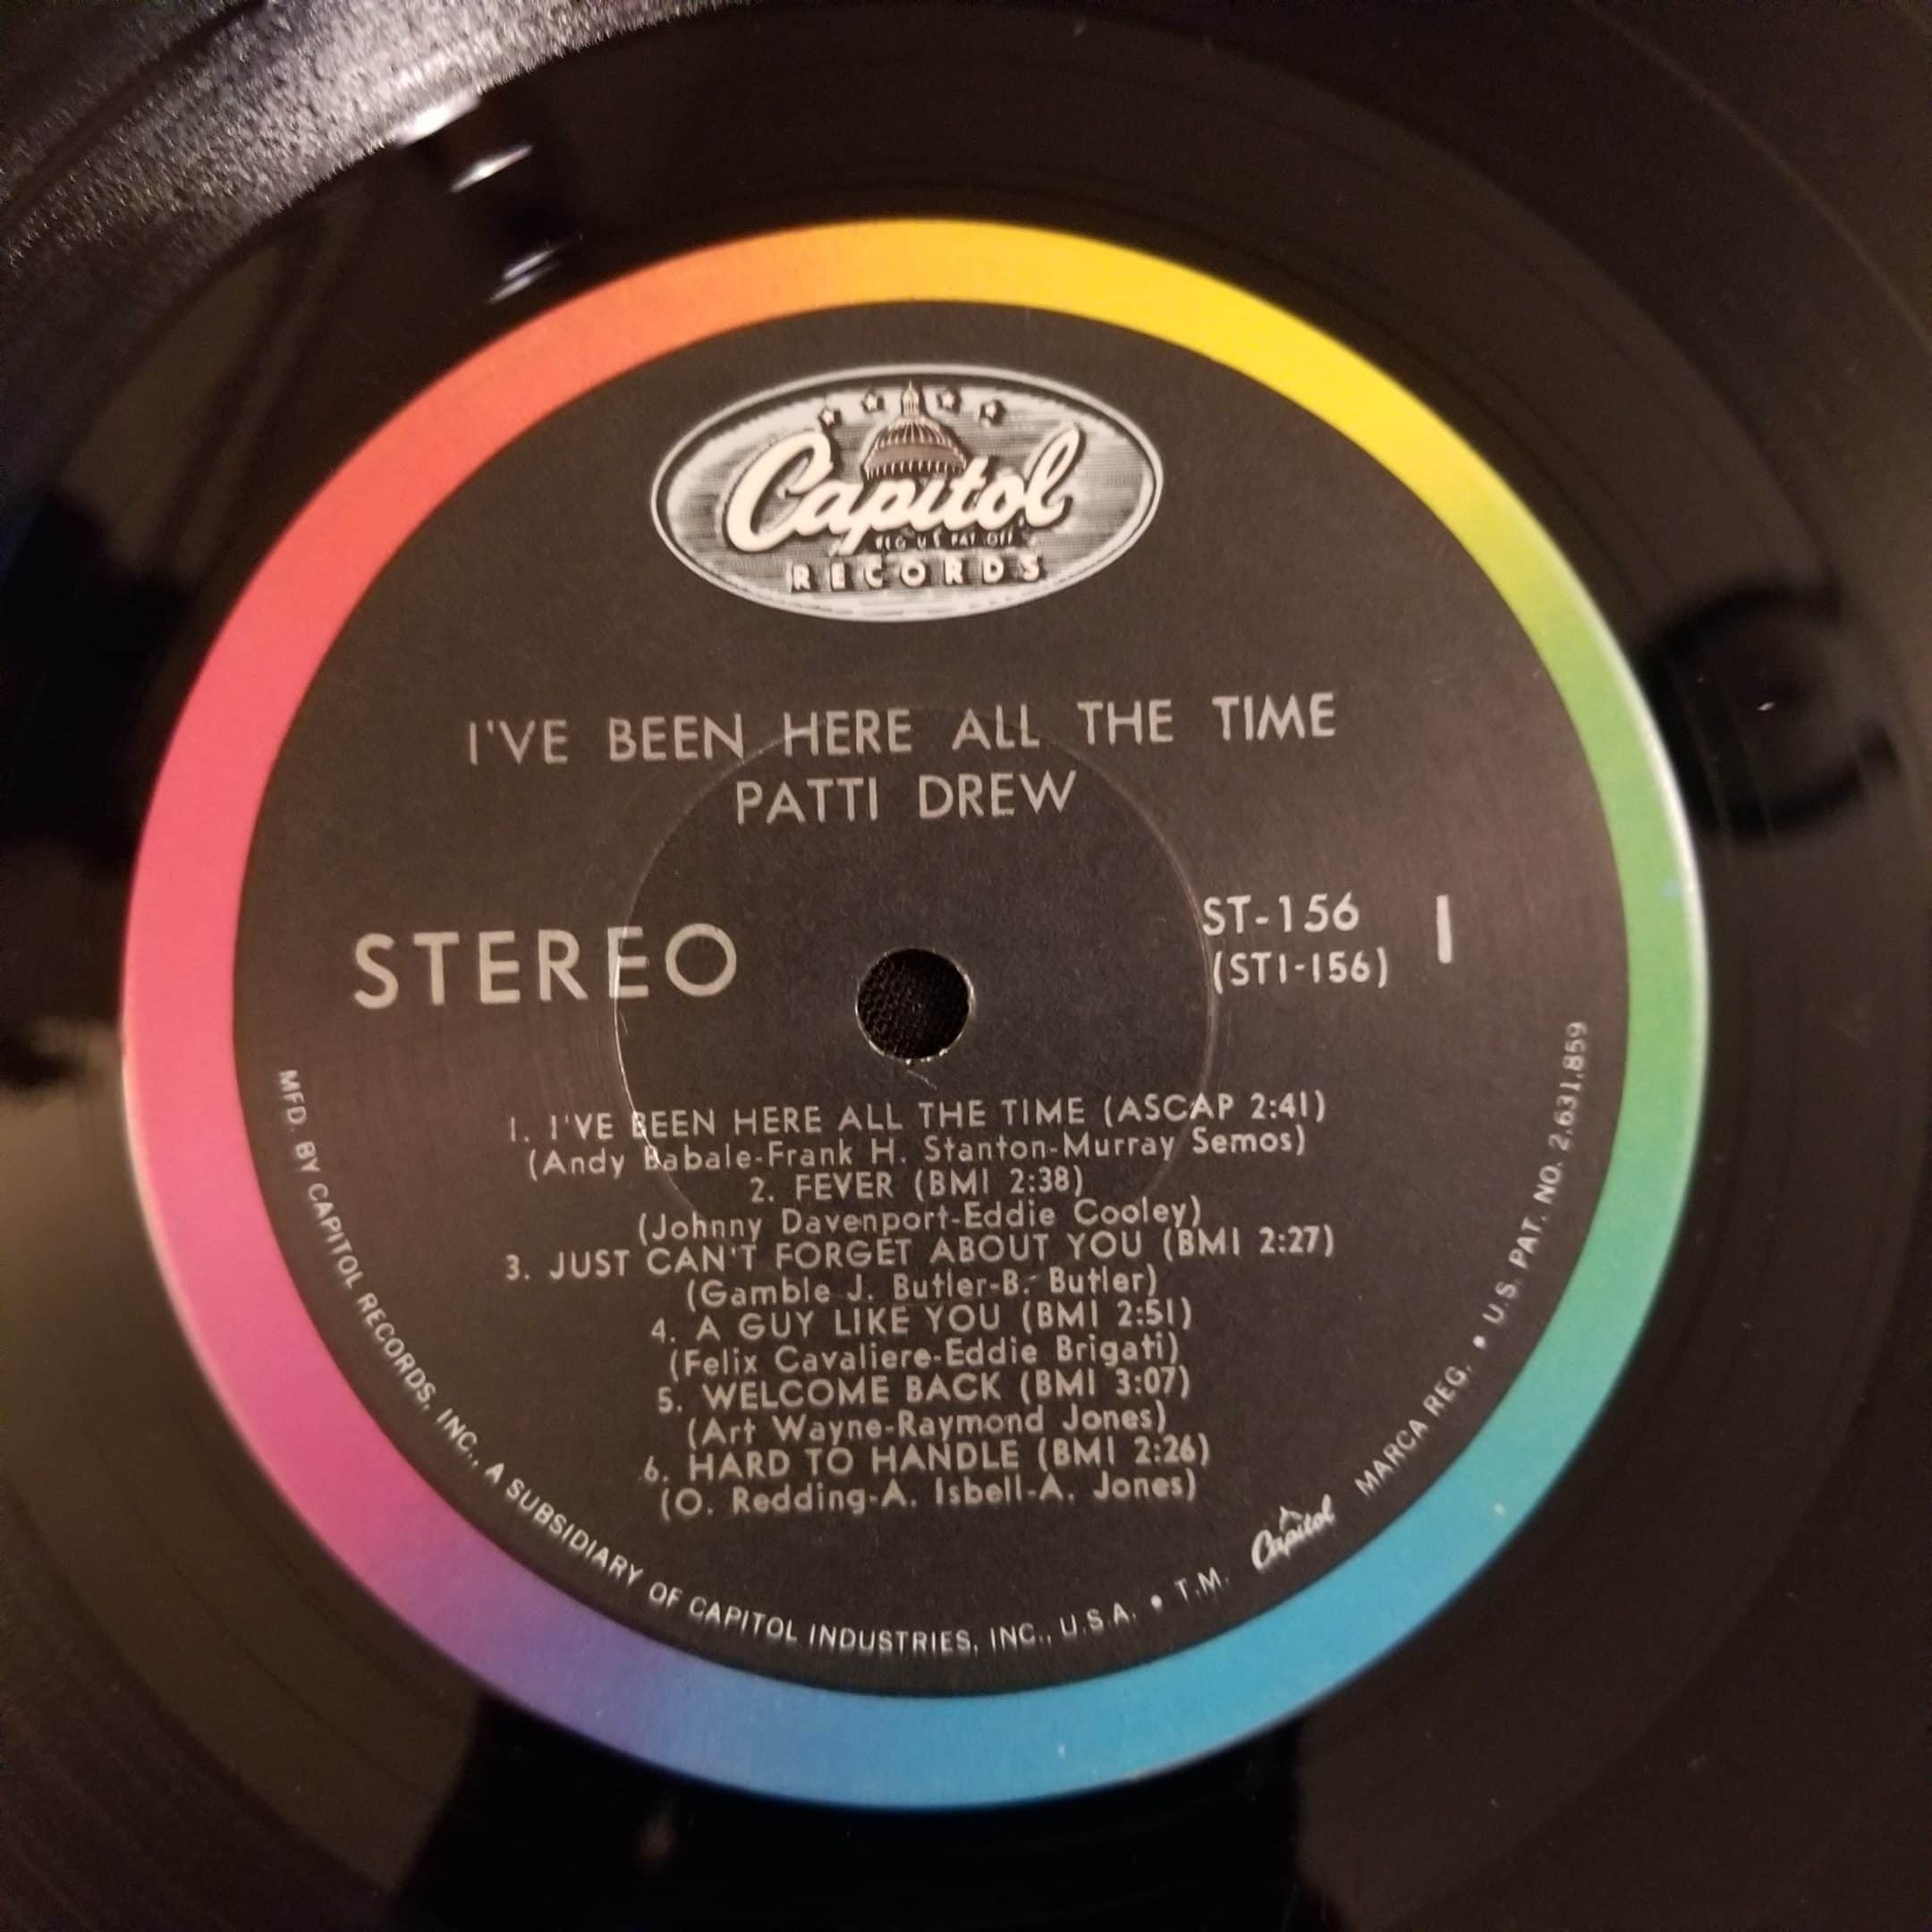 Capitol
REG U.S. PAT. OFF.
RECORDS
I'VE BEEN HERE ALL THE TIME
PATTI DREW
STEREO
ST-156
(ST1-156)
1
1. I'VE BEEN HERE ALL THE TIME (ASCAP 2:41)
(Andy Babale-Frank H. Stanton-Murray Semos)
2. FEVER (BMI 2:38)
(Johnny Davenport-Eddie Cooley)
3. JUST CAN'T FORGET ABOUT YOU (BMI 2:27)
(Gamble J. Butler-B. Butler)
4. A GUY LIKE YOU (BMI 2:51)
(Felix Cavaliere-Eddie Brigati)
5. WELCOME BACK (BMI 3:07)
(Art Wayne-Raymond Jones)
6. HARD TO HANDLE (BMI 2:26)
(O. Redding-A. Isbell-A. Jones)
MFD. BY CAPITOL RECORDS, INC., A SUBSIDIARY OF CAPITOL INDUSTRIES, INC., U.S.A. • T.M. Capitol MARCA REG. • U.S. PAT. NO. 2,631,859